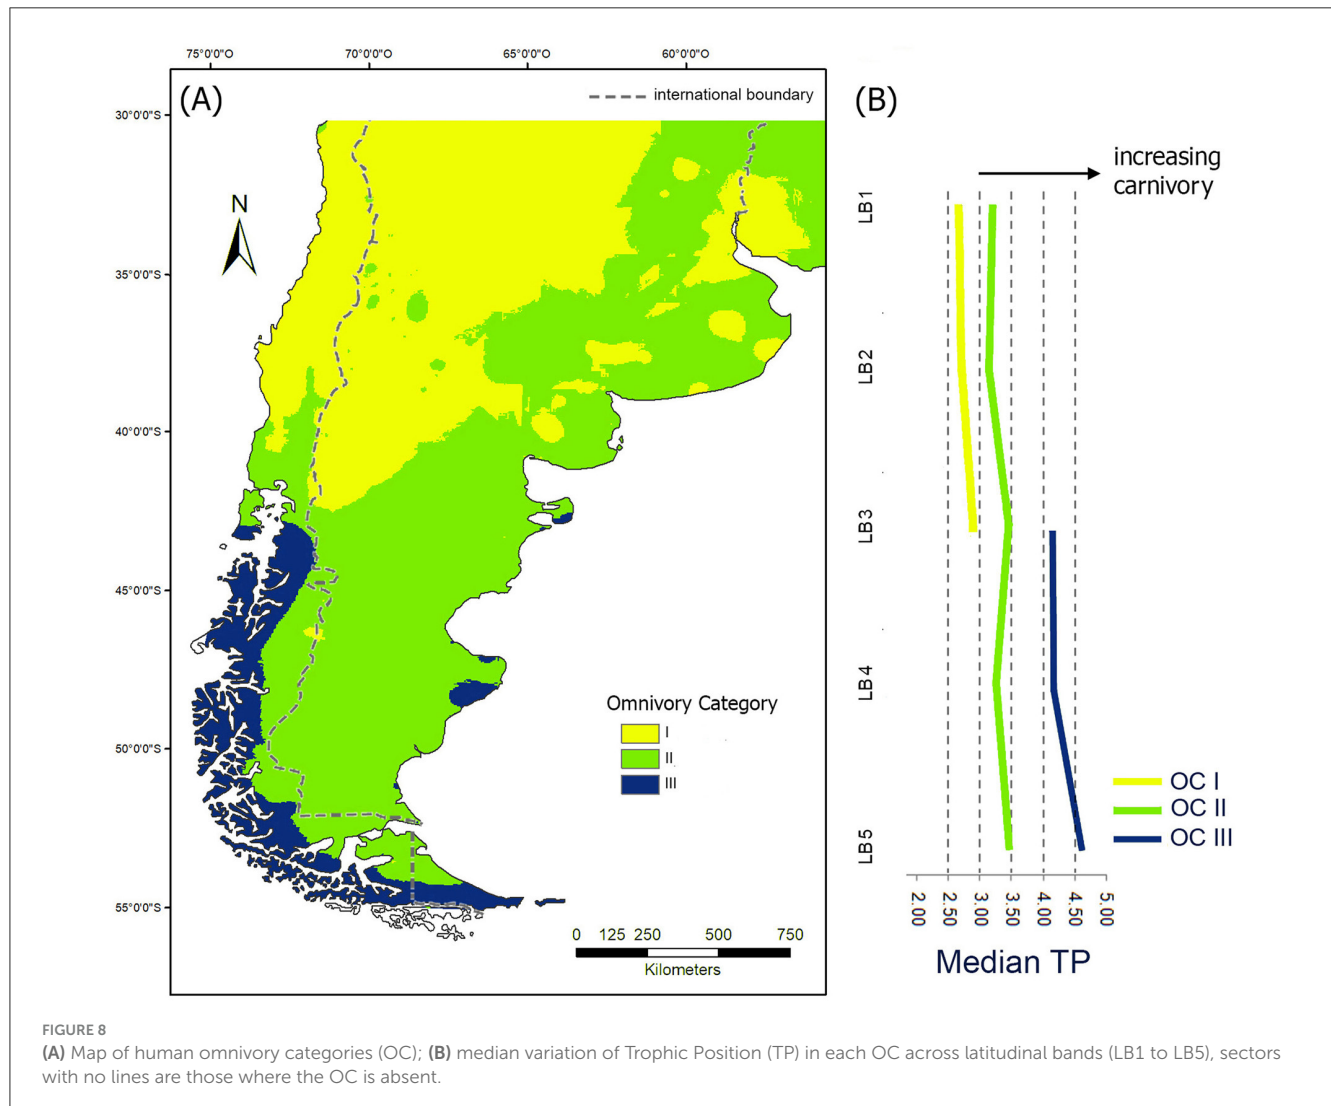 75°0'0"O
70°0'0"O
65°0'0"O
60°0'0"O
(A)
international boundary
(B)
30°0'0"S
35°0'0"S
40°0'0"S
45°0'0"S
50°0'0"S
55°0'0"S
N
Omnivory Category
I
II
III
0 125 250 500 750
Kilometers
increasing
carnivory
LB1
LB2
LB3
LB4
LB5
OC I
OC II
OC III
2.00 2.50 3.00 3.50 4.00 4.50 5.00
Median TP
FIGURE 8
(A) Map of human omnivory categories (OC); (B) median variation of Trophic Position (TP) in each OC across latitudinal bands (LB1 to LB5), sectors
with no lines are those where the OC is absent.